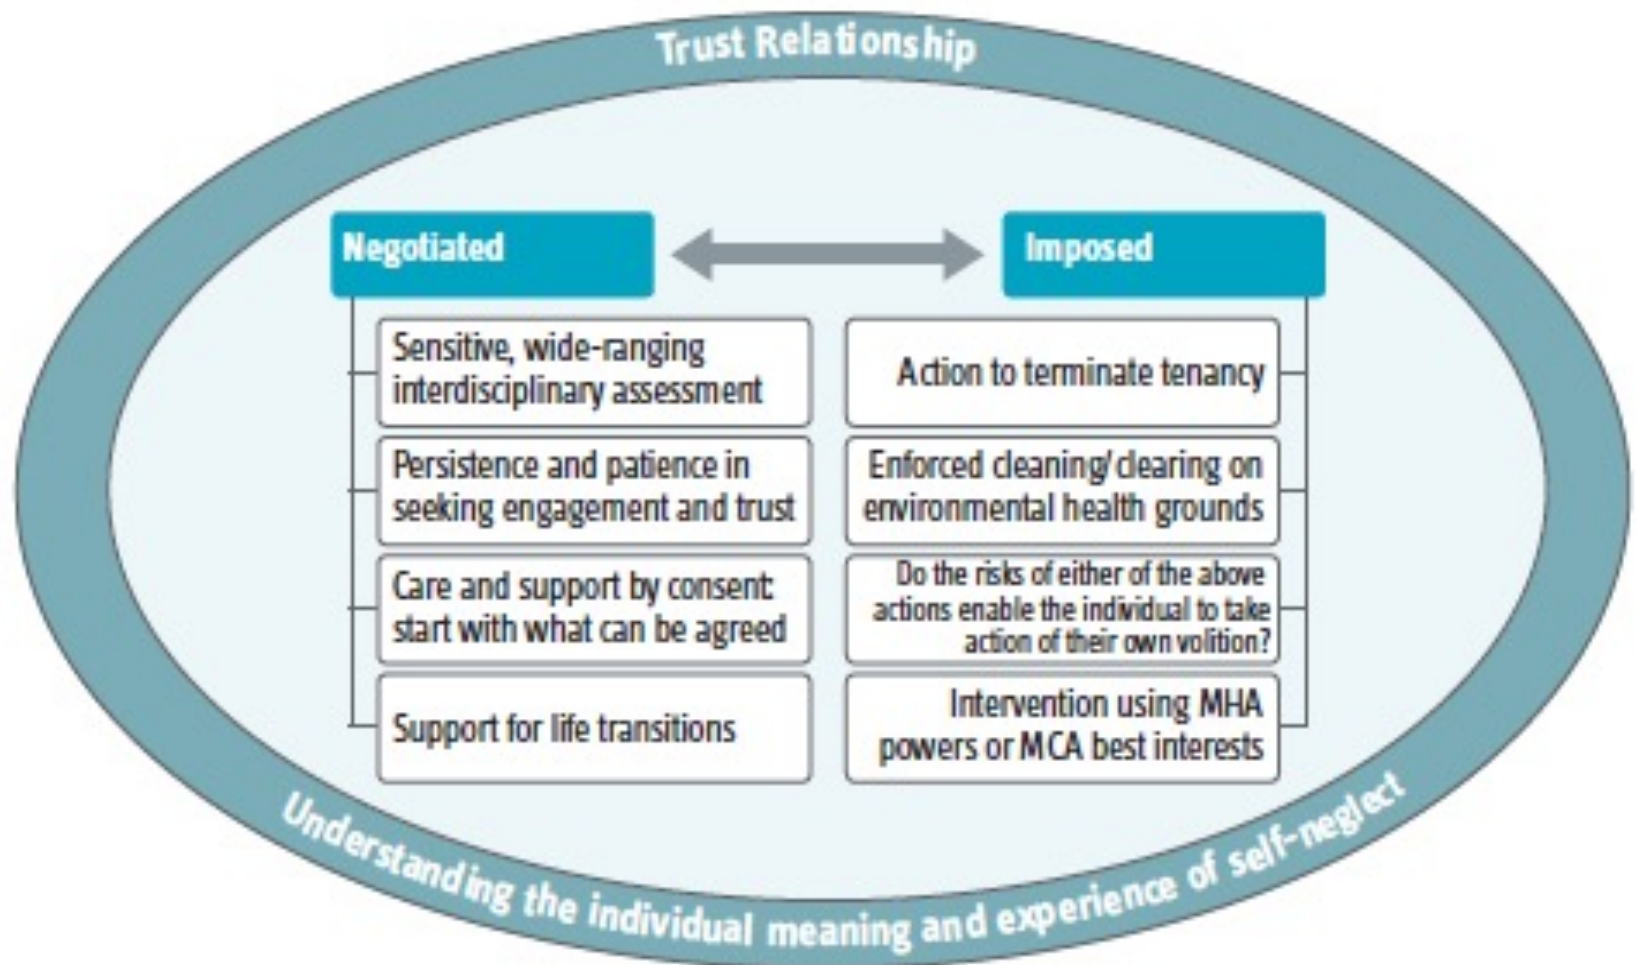 Trust Relationship
Negotiated
Imposed
Sensitive, wide-ranging
interdisciplinary assessment
Persistence and patience in
seeking engagement and trust
Care and support by consent:
start with what can be agreed
Support for life transitions
Action to terminate tenancy
Enforced cleaning/clearing on
environmental health grounds
Do the risks of either of the above
actions enable the individual to take
action of their own volition?
Intervention using MHA
powers or MCA best interests
Understanding the individual meaning and experience of self-neglect